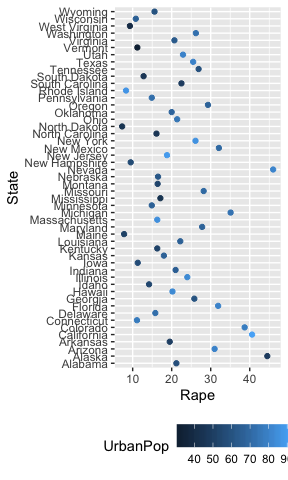 Wyoming
Wisconsin
West Virginia
Washington
Virginia
Vermont
Utah
Texas
Tennessee
South Dakota
South Carolina
Rhode Island
Pennsylvania
Oregon
Oklahoma
Ohio
North Dakota
North Carolina
New York
New Mexico
New Jersey
New Hampshire
Nevada
Nebraska
Montana
Missouri
Mississippi
Minnesota
Michigan
Massachusetts
Maryland
Maine
Louisiana
Kentucky
Kansas
Iowa
Indiana
Illinois
Idaho
Hawaii
Georgia
Florida
Delaware
Connecticut
Colorado
California
Arkansas
Arizona
Alaska
Alabama
State
10 20 30 40
Rape
UrbanPop
40 50 60 70 80 90